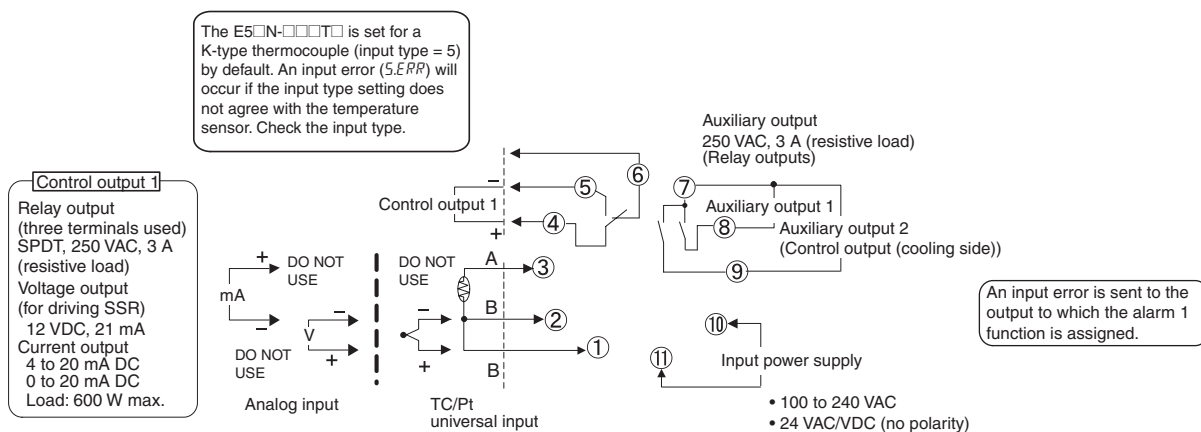 The E5□N-□□□T□ is set for a
K-type thermocouple (input type = 5)
by default. An input error (S.ERR) will
occur if the input type setting does
not agree with the temperature
sensor. Check the input type.
Auxiliary output
250 VAC, 3 A (resistive load)
(Relay outputs)
Control output 1
Relay output
(three terminals used)
SPDT, 250 VAC, 3 A
(resistive load)
Voltage output
(for driving SSR)
12 VDC, 21 mA
Current output
4 to 20 mA DC
0 to 20 mA DC
Load: 600 W max.
+
mA
−
DO NOT
USE
−
V
+
DO NOT
USE
Analog input
DO NOT
USE
−
+
A
B
B
TC/Pt
universal input
−
Control output 1
+
⑥
⑤
④
③
②
①
⑦
Auxiliary output 1
⑧
Auxiliary output 2
(Control output (cooling side))
⑨
⑩
⑪
Input power supply
• 100 to 240 VAC
• 24 VAC/VDC (no polarity)
An input error is sent to the
output to which the alarm 1
function is assigned.